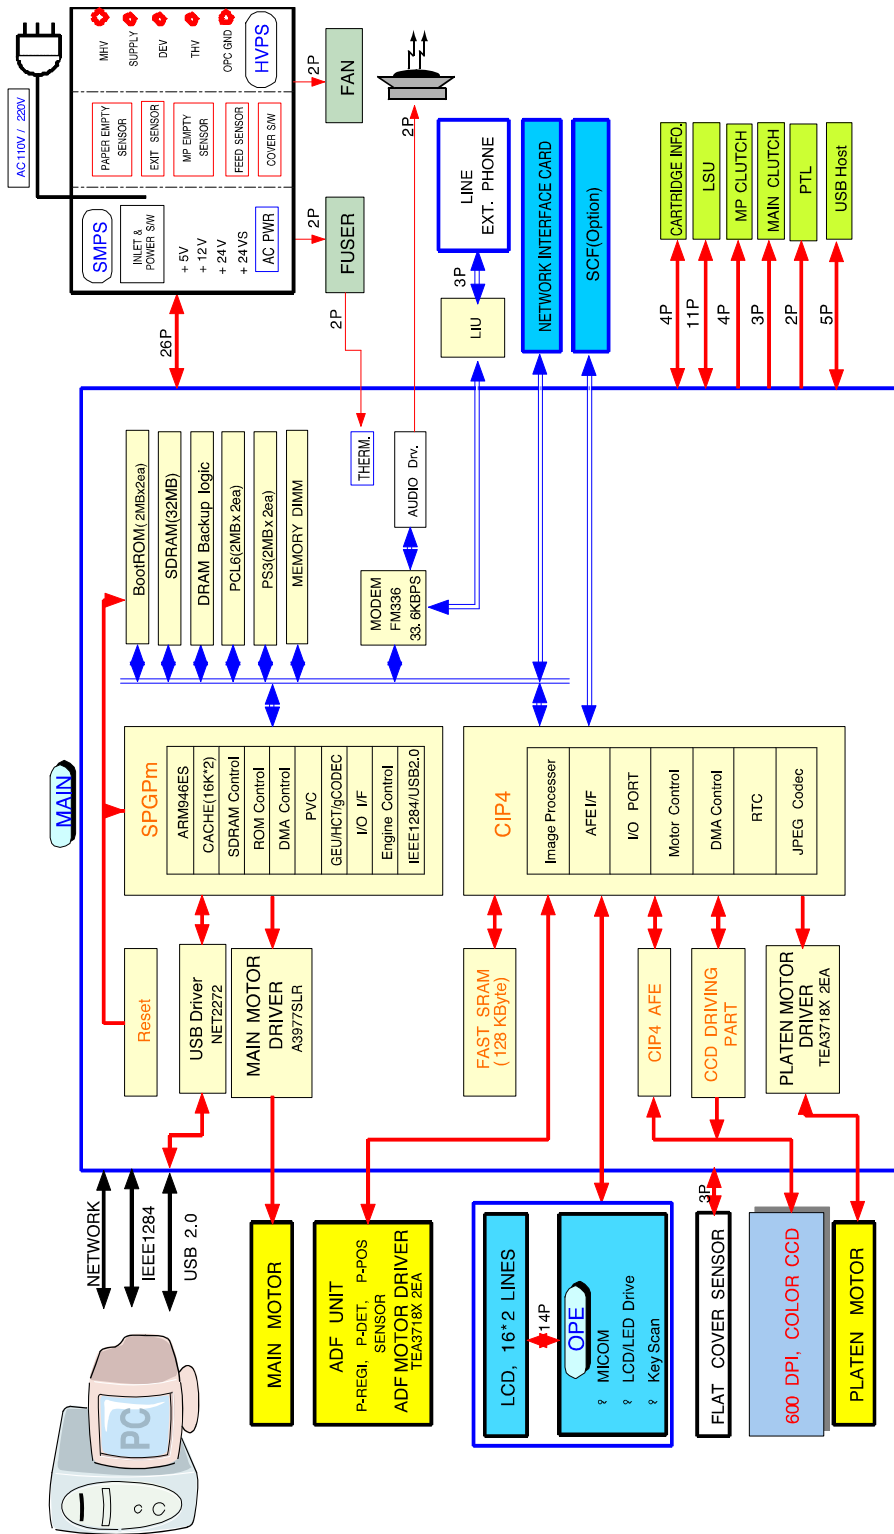 MAIN
PC
NETWORK
IEEE1284
USB 2.0
MAIN MOTOR
ADF UNIT
P-REGI, P-DET, P-POS
SENSOR
ADF MOTOR DRIVER
TEA3718X 2EA
LCD, 16*2 LINES
14P
OPE
♀ MICOM
♀ LCD/LED Drive
♀ Key Scan
FLAT COVER SENSOR
3P
600 DPI, COLOR CCD
PLATEN MOTOR
Reset
USB Driver
NET2272
MAIN MOTOR
DRIVER
A3977SLR
FAST SRAM
( 128 KByte)
CIP4 AFE
CCD DRIVING
PART
PLATEN MOTOR
DRIVER
TEA3718X 2EA
SPGPm
ARM946ES
CACHE(16K*2)
SDRAM Control
ROM Control
DMA Control
PVC
GEU/HCT/gCODEC
I/O I/F
Engine Control
IEEE1284/USB2.0
CIP4
Image Processer
AFE I/F
I/O PORT
Motor Control
DMA Control
RTC
JPEG Codec
BootROM( 2MBx2ea)
SDRAM(32MB)
DRAM Backup logic
PCL6(2MBx 2ea)
PS3(2MBx 2ea)
MEMORY DIMM
MODEM
FM336
33. 6KBPS
AUDIO Drv.
THERM.
26P
2P
2P
2P
2P
FUSER
FAN
AC110V / 220V
SMPS
INLET &
POWER S/W
+ 5V
+ 12V
+ 24V
+ 24VS
AC PWR
PAPER EMPTY
SENSOR
EXIT SENSOR
MP EMPTY
SENSOR
FEED SENSOR
COVER S/W
MHV
SUPPLY
DEV
THV
OPC GND
HVPS
LIU
3P
LINE
EXT. PHONE
NETWORK INTERFACE CARD
SCF(Option)
4P
CARTRIDGE INFO.
11P
LSU
4P
MP CLUTCH
3P
MAIN CLUTCH
2P
PTL
5P
USB Host